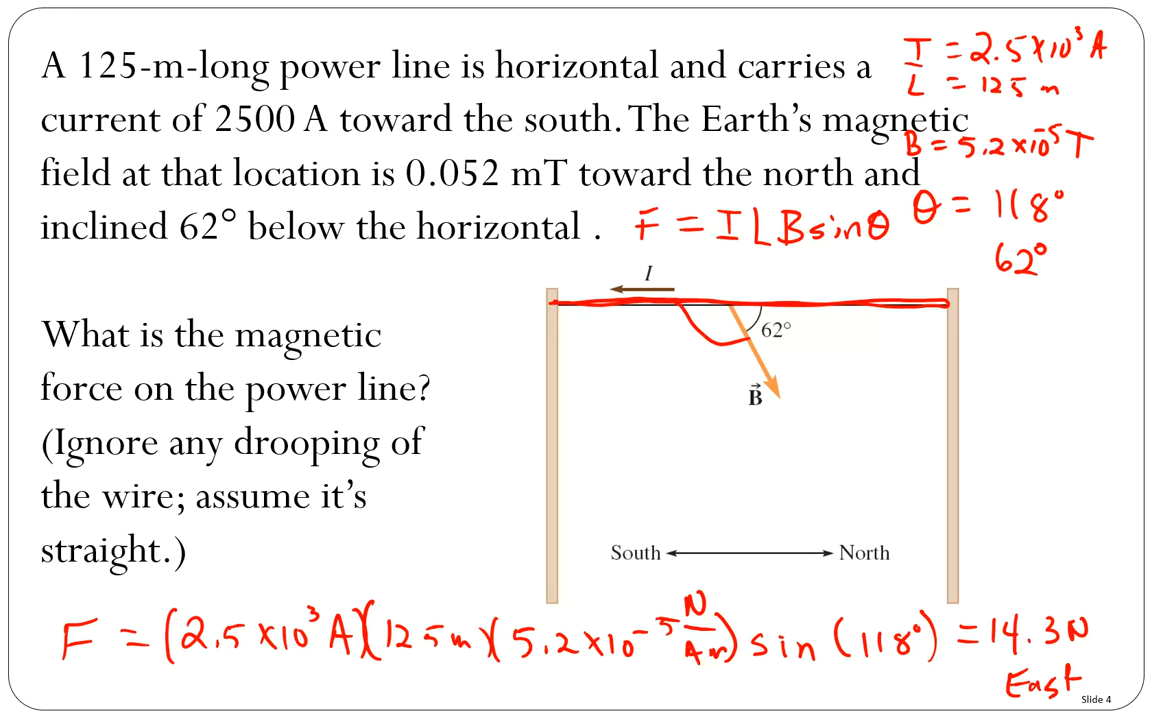 A 125-m-long power line is horizontal and carries a
current of 2500 A toward the south. The Earth's magnetic
field at that location is 0.052 mT toward the north and
inclined 62° below the horizontal .
I = 2.5×10³ A
L = 125 m
B = 5.2×10⁻⁵ T
F = I L B sinθ
θ = 118°
62°
What is the magnetic
force on the power line?
(Ignore any drooping of
the wire; assume it's
straight.)
I
62°
B⃗
South
North
F = (2.5×10³ A)(125 m)(5.2×10⁻⁵ N/Am) sin (118°) = 14.3N
East
Slide 4